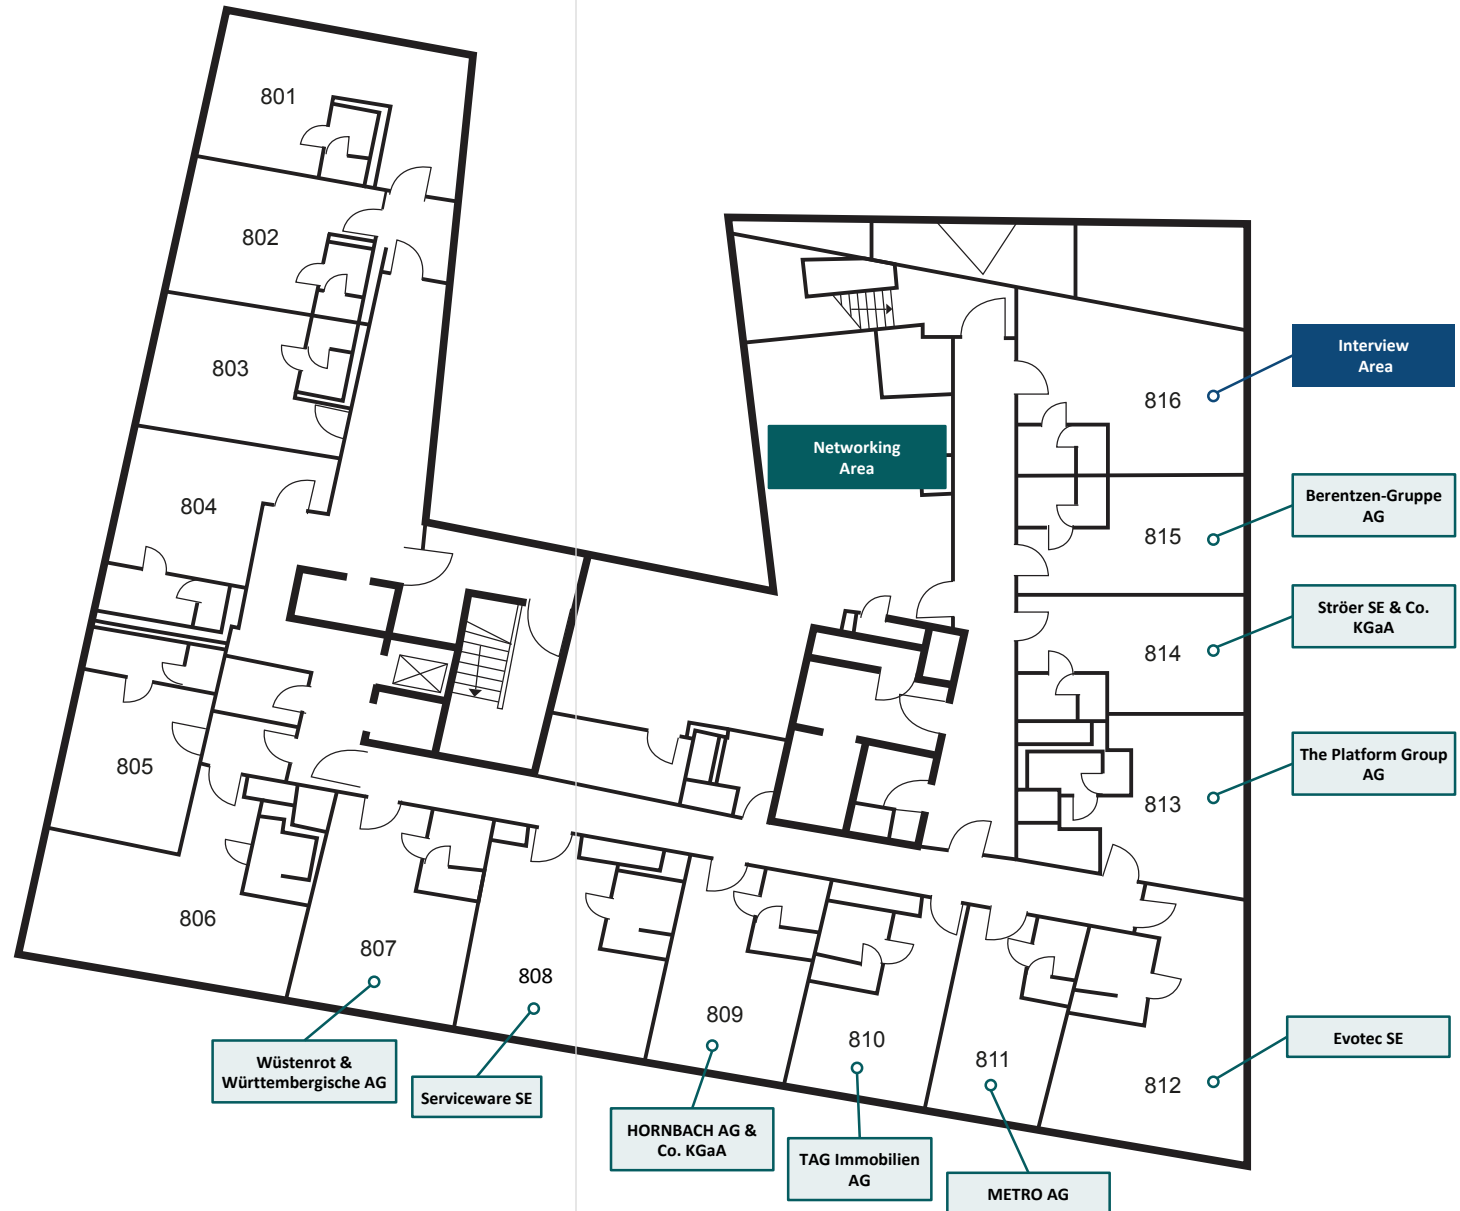 801
802
803
804
805
806
807
808
809
810
811
812
813
814
815
816
Networking
Area
Interview
Area
Berentzen-Gruppe
AG
Ströer SE & Co.
KGaA
The Platform Group
AG
Evotec SE
Wüstenrot &
Württembergische AG
Serviceware SE
HORNBACH AG &
Co. KGaA
TAG Immobilien
AG
METRO AG